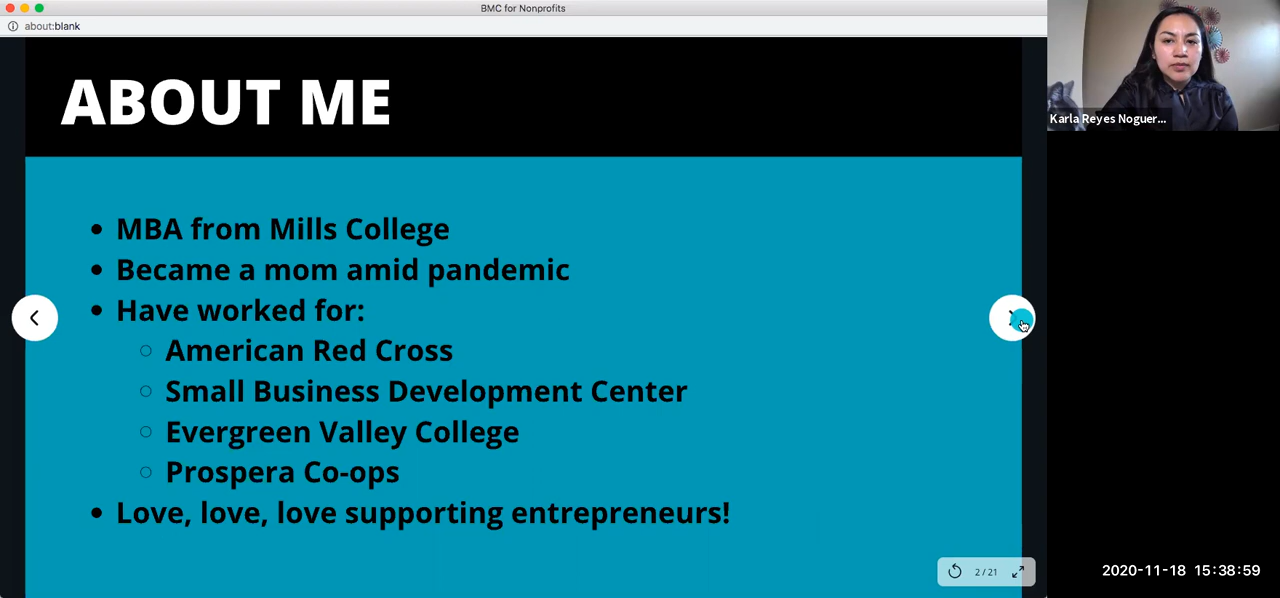 BMC for Nonprofits
about:blank
ABOUT ME
MBA from Mills College
Became a mom amid pandemic
Have worked for:
American Red Cross
Small Business Development Center
Evergreen Valley College
Prospera Co-ops
Love, love, love supporting entrepreneurs!
2 / 21
Karla Reyes Noguer...
2020-11-18 15:38:59